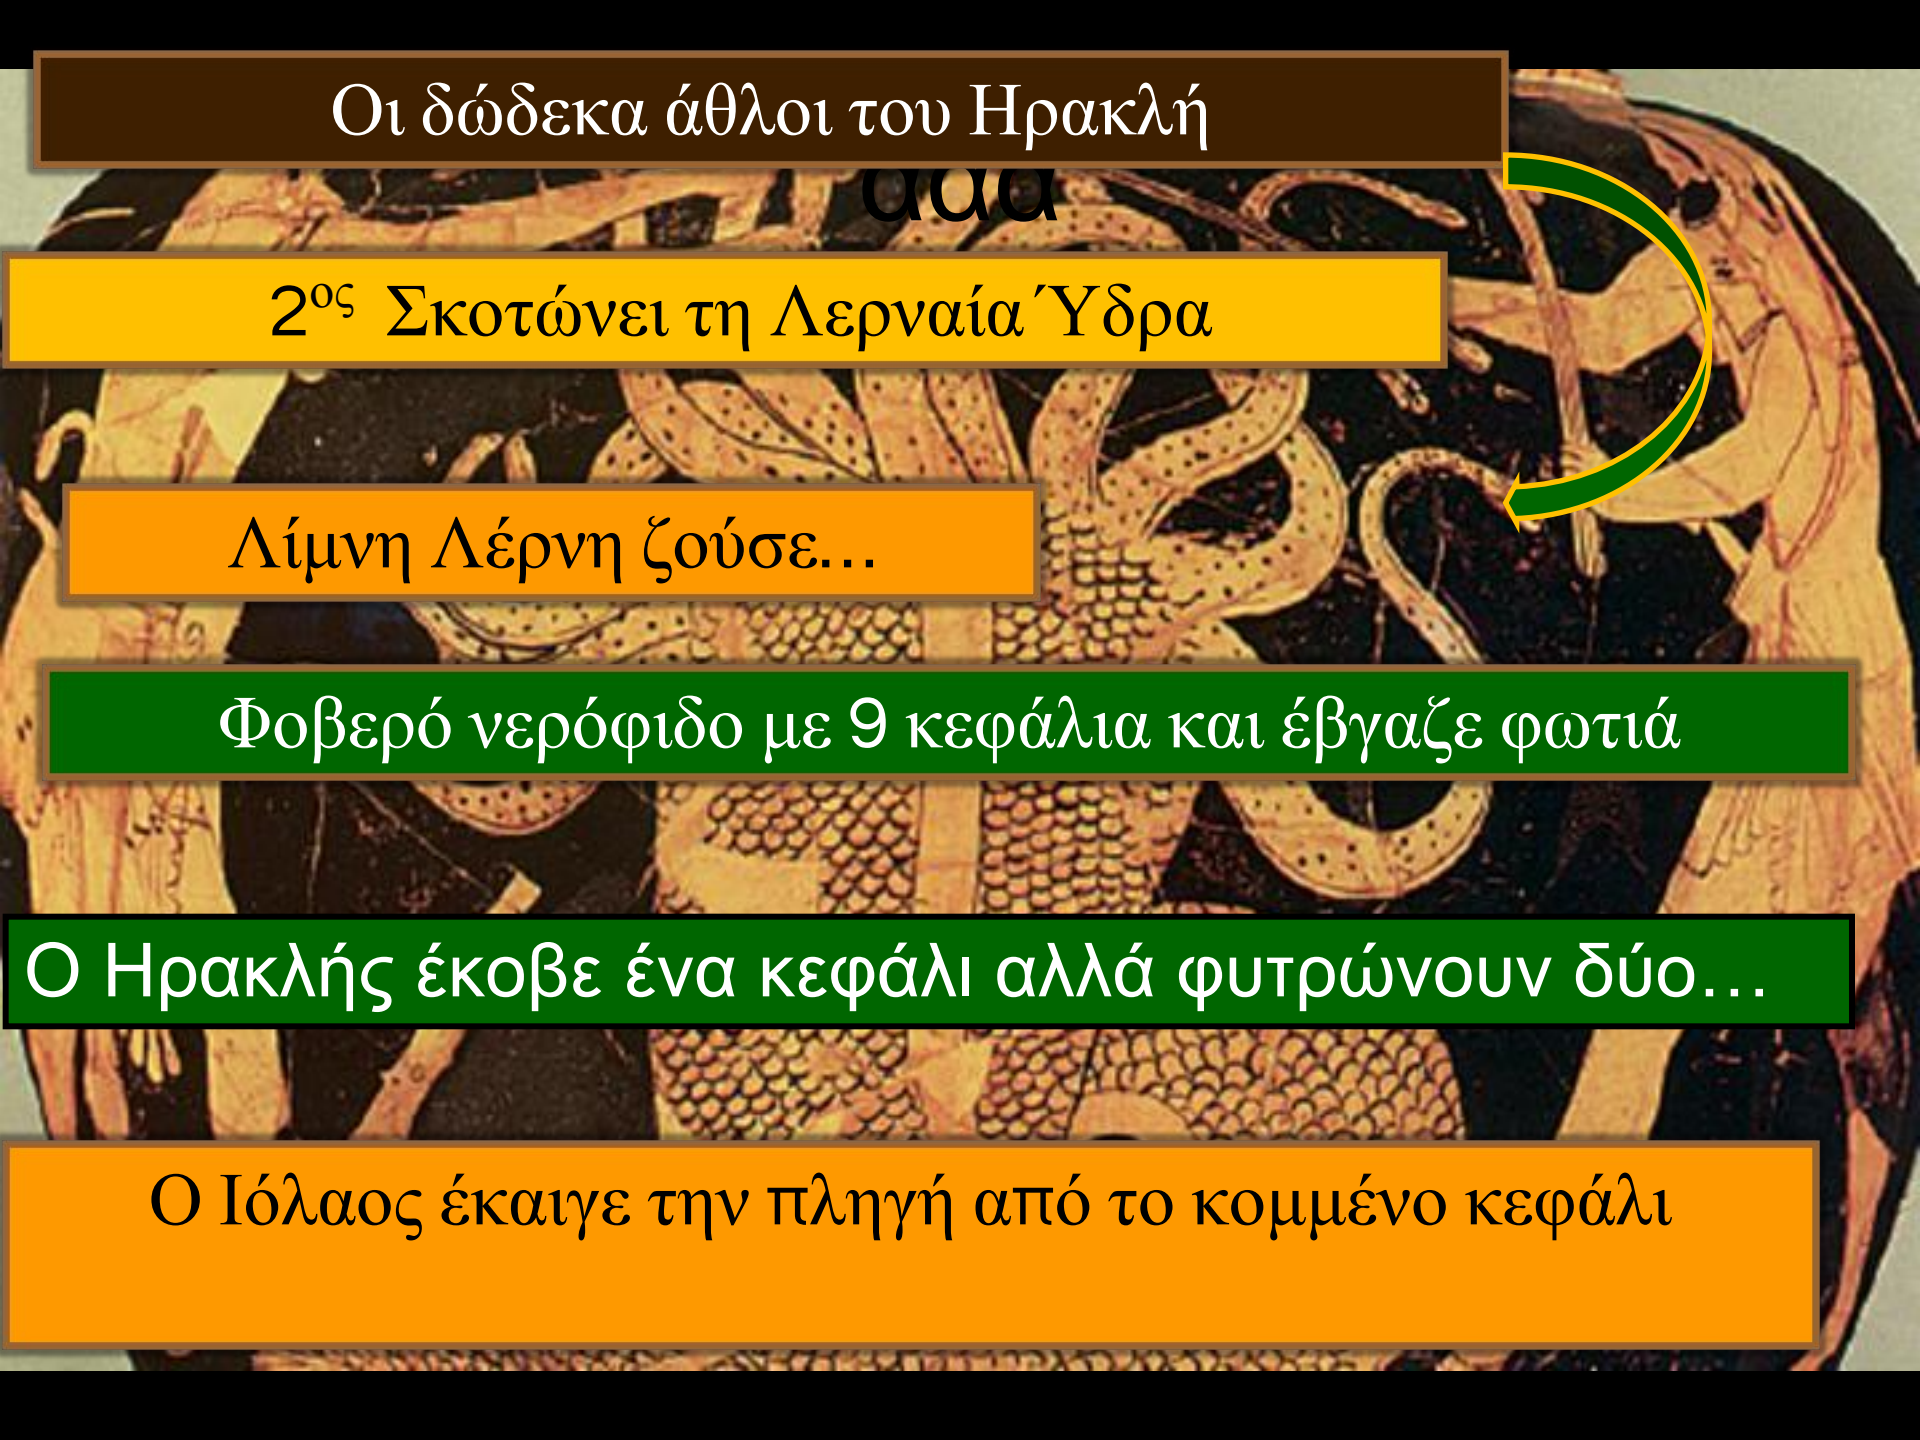 Οι δώδεκα άθλοι του Ηρακλή
ααα
2ος Σκοτώνει τη Λερναία Ύδρα
Λίμνη Λέρνη ζούσε...
Φοβερό νερόφιδο με 9 κεφάλια και έβγαζε φωτιά
Ο Ηρακλής έκοβε ένα κεφάλι αλλά φυτρώνουν δύο…
Ο Ιόλαος έκαιγε την πληγή από το κομμένο κεφάλι